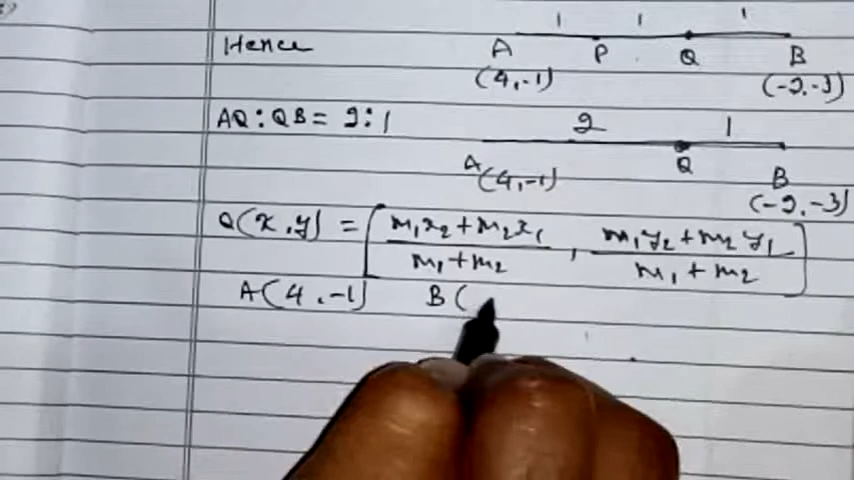 1 1 1
Hence A P Q B
(4,-1) (-2,-3)
AQ:QB= 2:1 2 1
A Q B
(4,-1) (-2,-3)
Q(x,y) = [ (m₁x₂+m₂x₁)/(m₁+m₂) , (m₁y₂+m₂y₁)/(m₁+m₂) ]
A(4,-1) B(